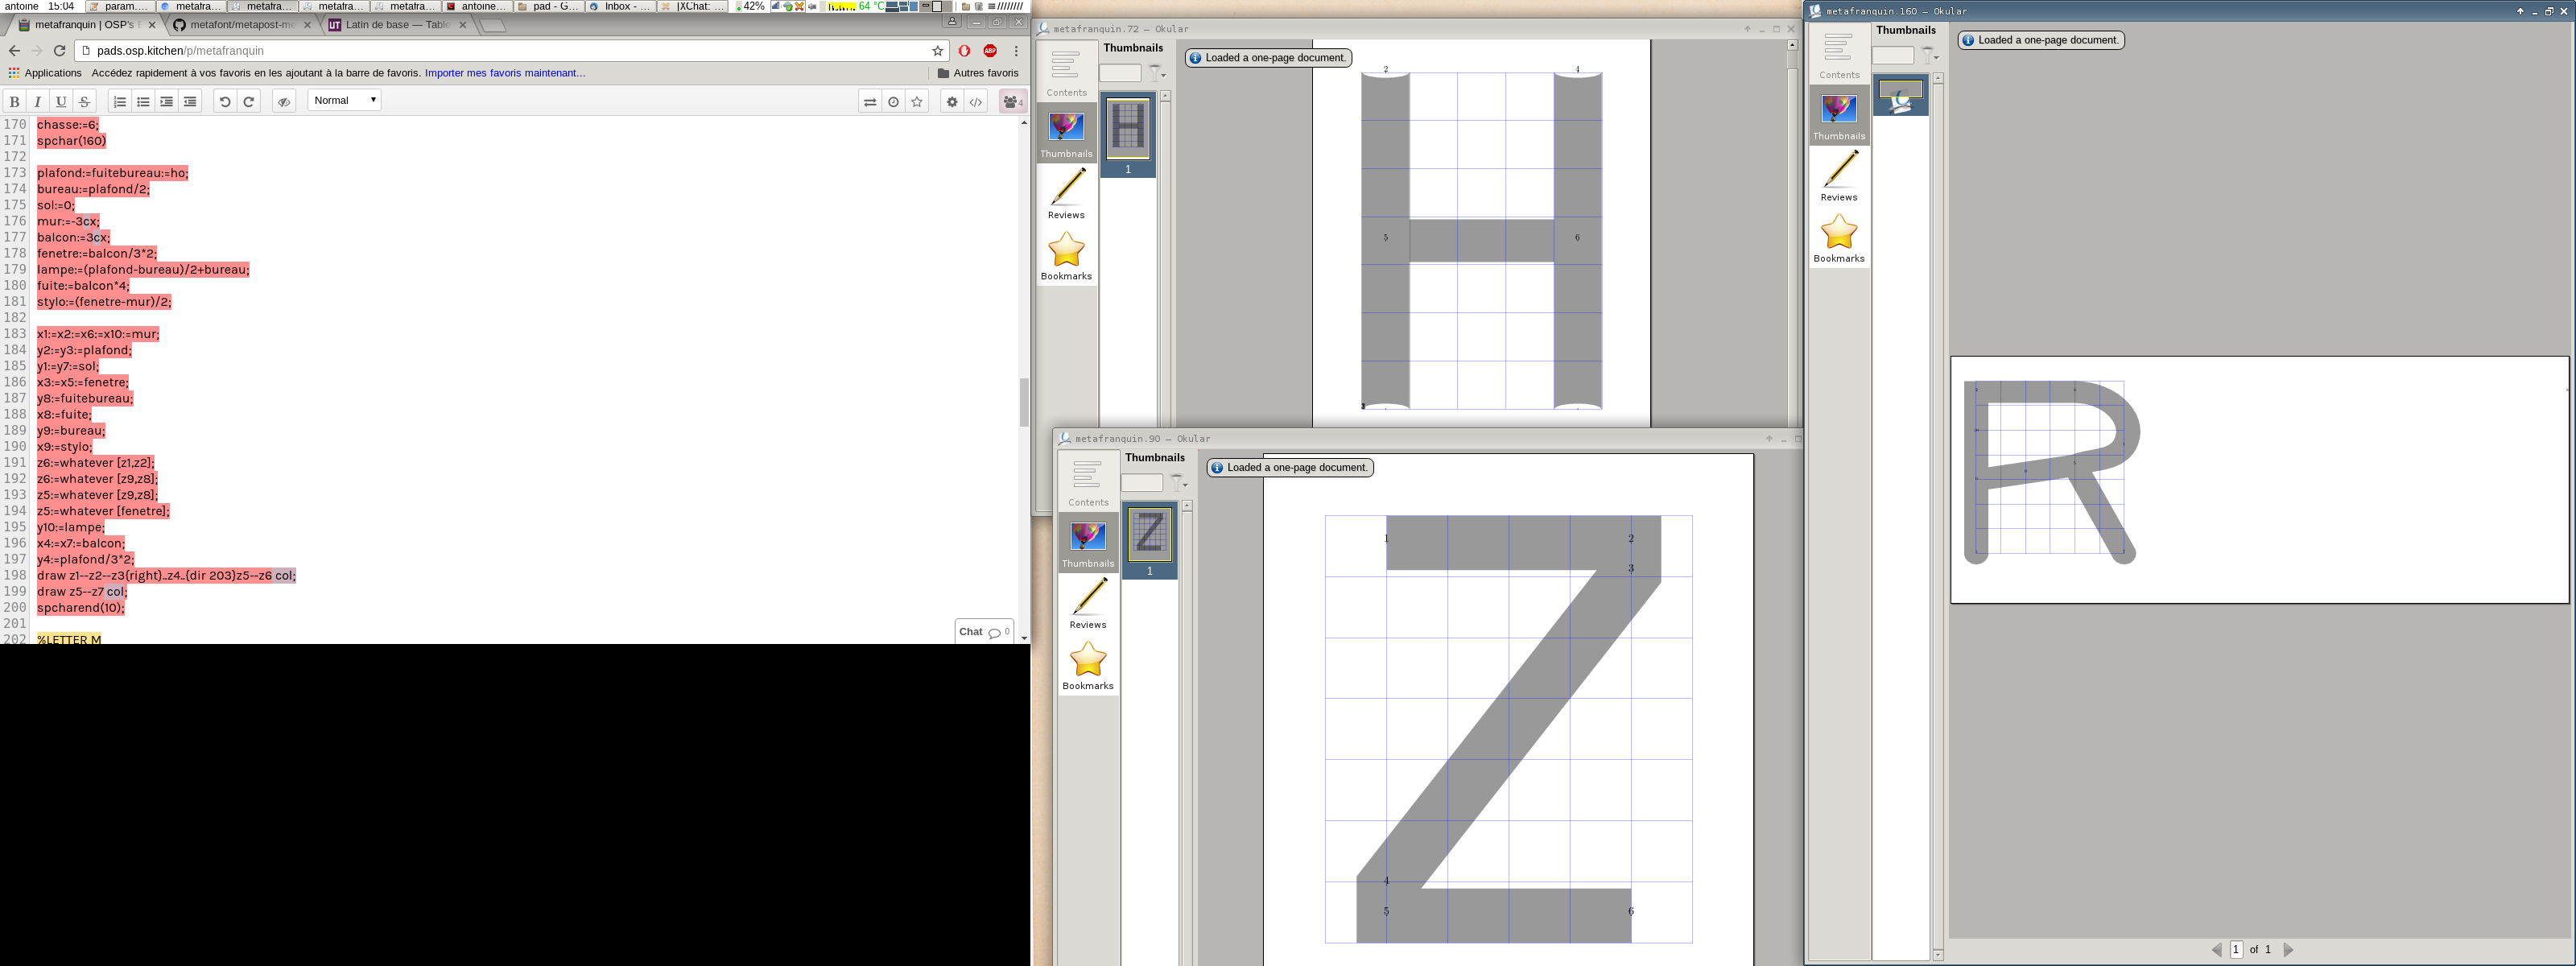 antoine 15:04 param.... metafra... metafra... metafra... metafra... antoine... pad - G... Inbox - ... |XChat: ... 42% 64 °C
metafranquin | OSP's metafont/metapost-me Latin de base — Table
pads.osp.kitchen/p/metafranquin
Applications Accédez rapidement à vos favoris en les ajoutant à la barre de favoris. Importer mes favoris maintenant... Autres favoris
B I U S Normal 4
170 chasse:=6;
171 spchar(160)
172
173 plafond:=fuitebureau:=ho;
174 bureau:=plafond/2;
175 sol:=0;
176 mur:=-3cx;
177 balcon:=3cx;
178 fenetre:=balcon/3*2;
179 lampe:=(plafond-bureau)/2+bureau;
180 fuite:=balcon*4;
181 stylo:=(fenetre-mur)/2;
182
183 x1:=x2:=x6:=x10:=mur;
184 y2:=y3:=plafond;
185 y1:=y7:=sol;
186 x3:=x5:=fenetre;
187 y8:=fuitebureau;
188 x8:=fuite;
189 y9:=bureau;
190 x9:=stylo;
191 z6:=whatever [z1,z2];
192 z6:=whatever [z9,z8];
193 z5:=whatever [z9,z8];
194 z5:=whatever [fenetre];
195 y10:=lampe;
196 x4:=x7:=balcon;
197 y4:=plafond/3*2;
198 draw z1--z2--z3{right}..z4..{dir 203}z5--z6 col;
199 draw z5--z7 col;
200 spcharend(10);
201
202 %LETTER M
Chat 0
metafranquin.72 — Okular
Thumbnails
Loaded a one-page document.
Contents
Thumbnails
Reviews
Bookmarks
1
2 4
5 6
metafranquin.90 — Okular
Thumbnails
Loaded a one-page document.
Contents
Thumbnails
Reviews
Bookmarks
1
1 2
3
4
5 6
metafranquin.160 — Okular
Thumbnails
Loaded a one-page document.
Contents
Thumbnails
Reviews
Bookmarks
1 of 1